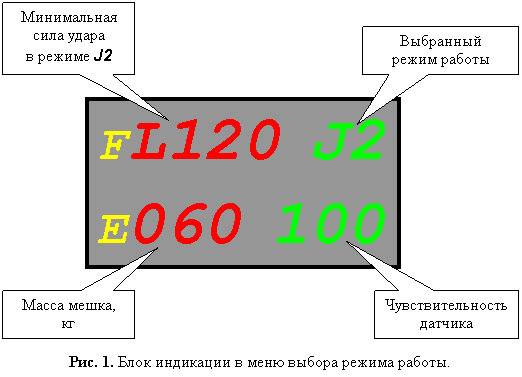 Минимальная
сила удара
в режиме J2
Выбранный
режим работы
FL120 J2
E060 100
Масса мешка,
кг
Чувствительность
датчика
Рис. 1. Блок индикации в меню выбора режима работы.